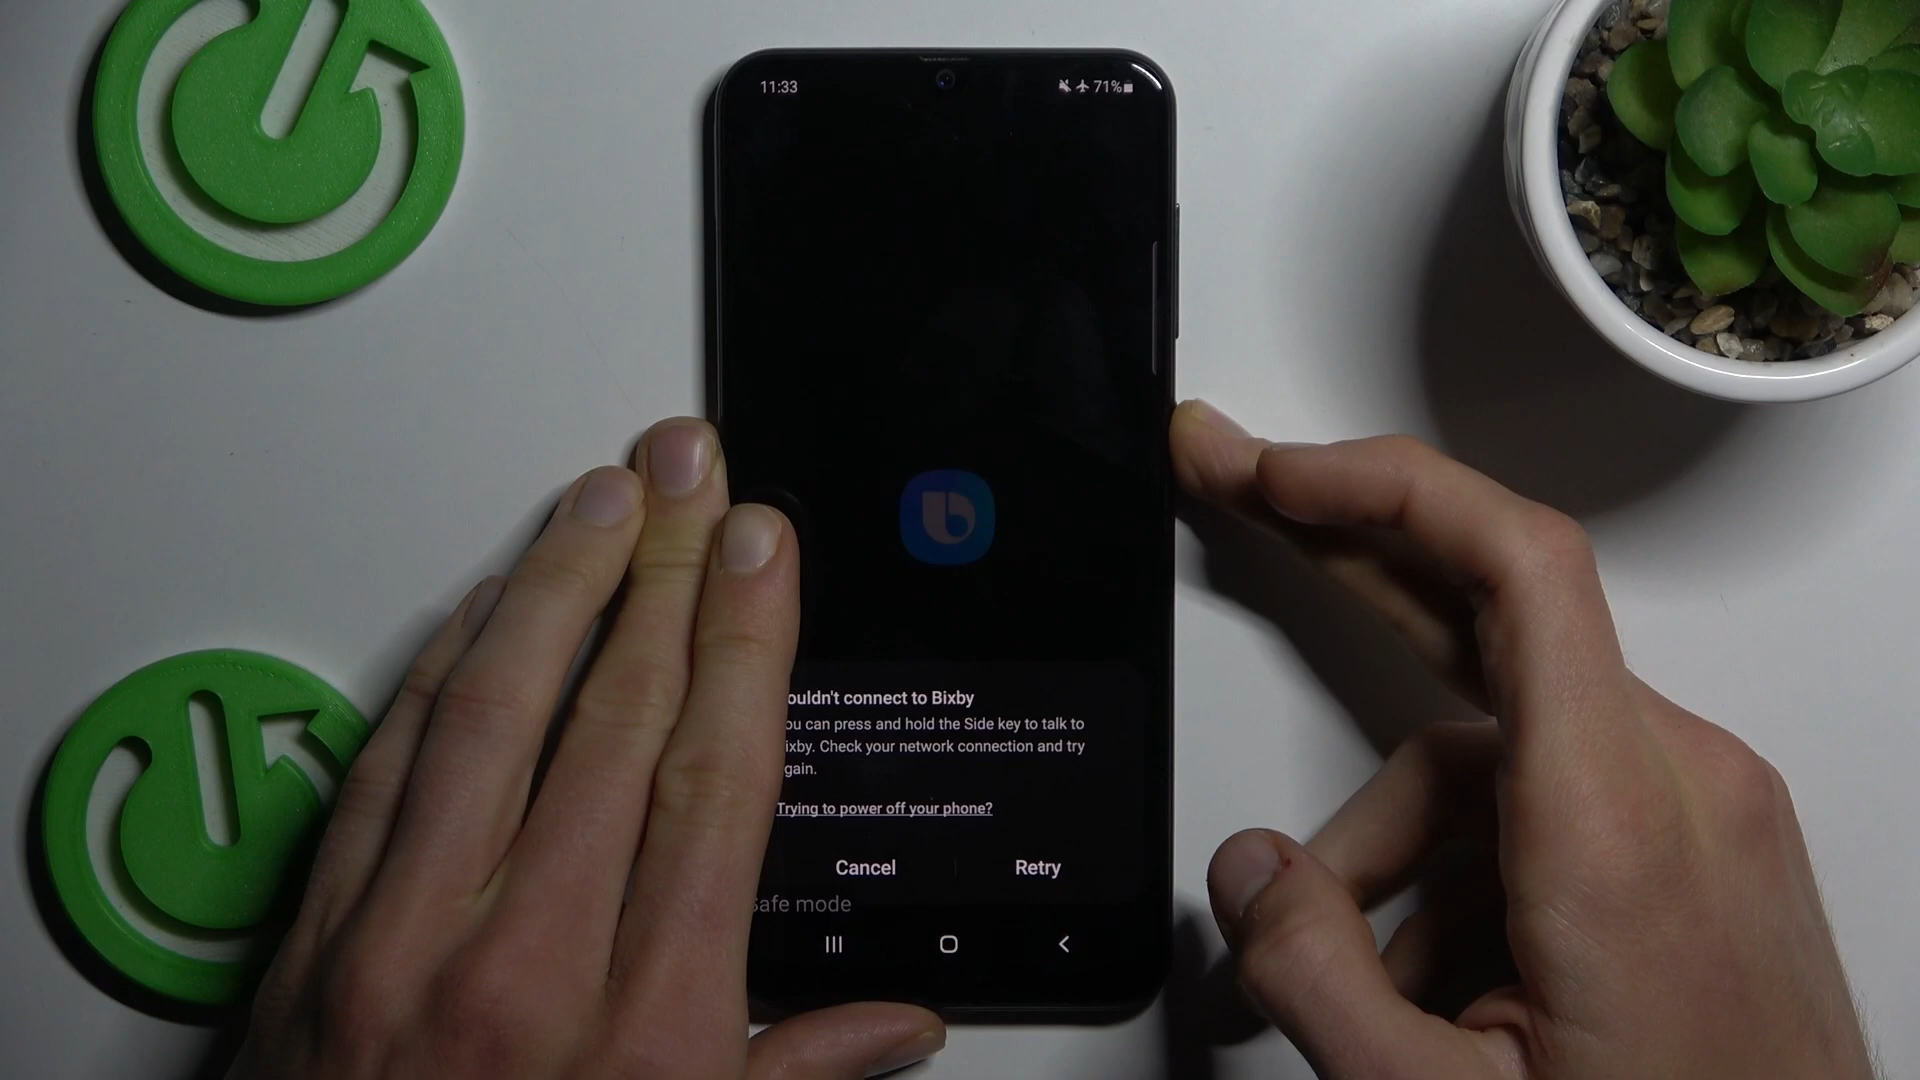 11:33
71%
ouldn't connect to Bixby
ou can press and hold the Side key to talk to
ixby. Check your network connection and try
gain.
Trying to power off your phone?
Cancel
Retry
afe mode